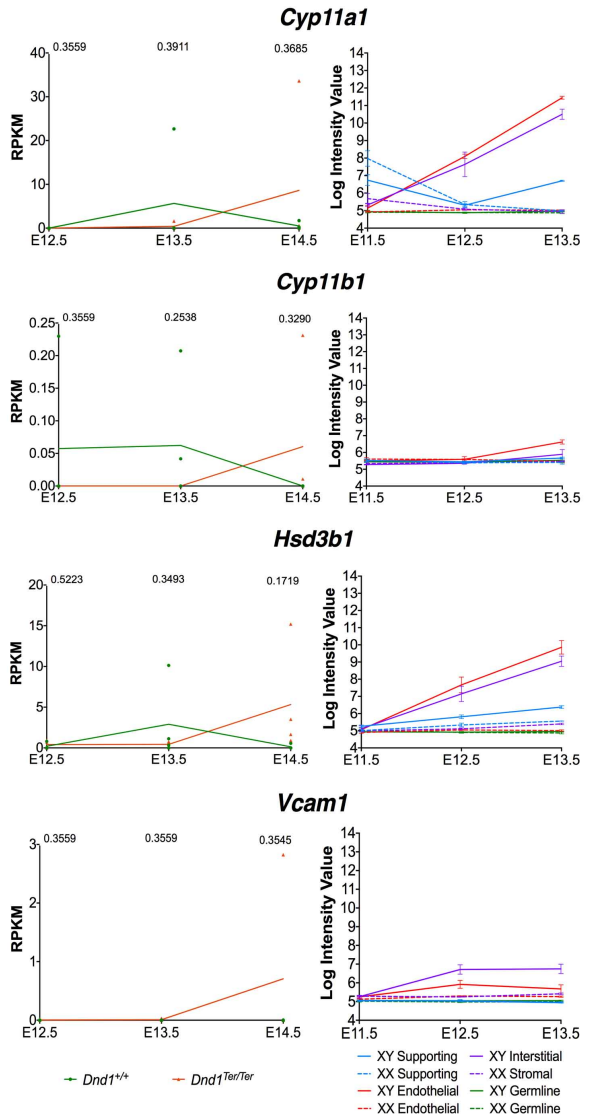 Cyp11a1
0.3559 0.3911 0.3685
RPKM
40
30
20
10
0
E12.5 E13.5 E14.5
Log Intensity Value
14
13
12
11
10
9
8
7
6
5
4
E11.5 E12.5 E13.5
Cyp11b1
0.3559 0.2538 0.3290
RPKM
0.25
0.20
0.15
0.10
0.05
0.00
E12.5 E13.5 E14.5
Log Intensity Value
14
13
12
11
10
9
8
7
6
5
4
E11.5 E12.5 E13.5
Hsd3b1
0.5223 0.3493 0.1719
RPKM
20
15
10
5
0
E12.5 E13.5 E14.5
Log Intensity Value
14
13
12
11
10
9
8
7
6
5
4
E11.5 E12.5 E13.5
Vcam1
0.3559 0.3559 0.3545
RPKM
3
2
1
0
E12.5 E13.5 E14.5
Log Intensity Value
14
13
12
11
10
9
8
7
6
5
4
E11.5 E12.5 E13.5
Dnd1+/+ Dnd1Ter/Ter
XY Supporting XY Interstitial
XX Supporting XX Stromal
XY Endothelial XY Germline
XX Endothelial XX Germline